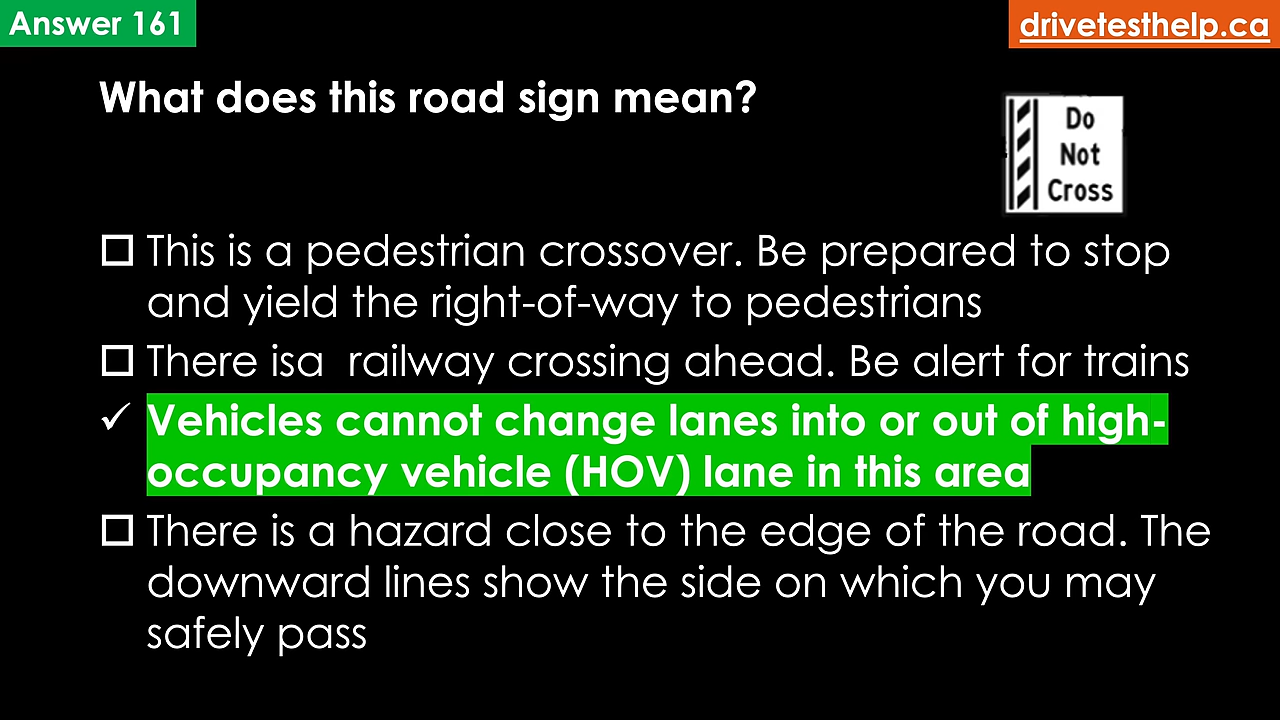 Answer 161
drivetesthelp.ca
What does this road sign mean?
Do
Not
Cross
This is a pedestrian crossover. Be prepared to stop
and yield the right-of-way to pedestrians
There isa  railway crossing ahead. Be alert for trains
Vehicles cannot change lanes into or out of high-
occupancy vehicle (HOV) lane in this area
There is a hazard close to the edge of the road. The
downward lines show the side on which you may
safely pass